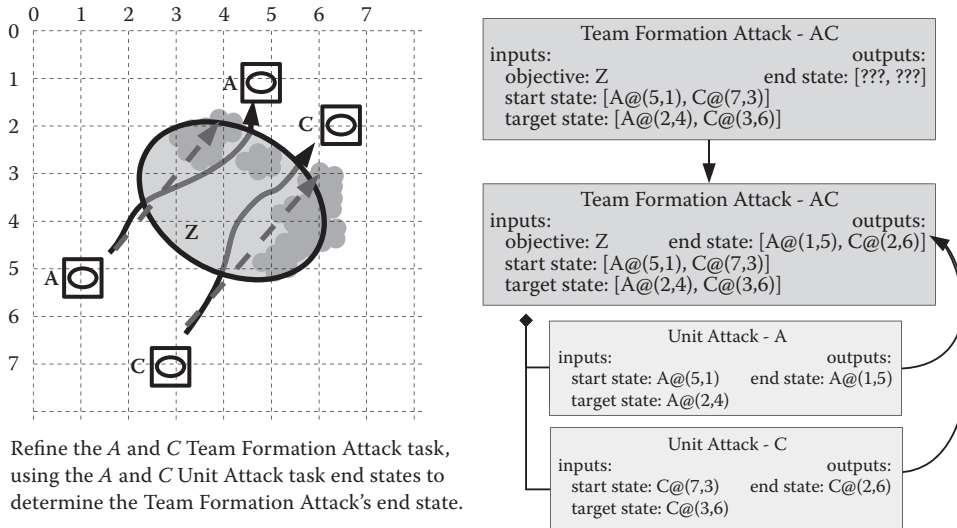 0 1 2 3 4 5 6 7
0
1
2
3
4
5
6
7
A
C
Z
A
C
Refine the A and C Team Formation Attack task,
using the A and C Unit Attack task end states to
determine the Team Formation Attack's end state.
Team Formation Attack - AC
inputs: outputs:
objective: Z end state: [???, ???]
start state: [A@(5,1), C@(7,3)]
target state: [A@(2,4), C@(3,6)]
Team Formation Attack - AC
inputs: outputs:
objective: Z end state: [A@(1,5), C@(2,6)]
start state: [A@(5,1), C@(7,3)]
target state: [A@(2,4), C@(3,6)]
Unit Attack - A
inputs: outputs:
start state: A@(5,1) end state: A@(1,5)
target state: A@(2,4)
Unit Attack - C
inputs: outputs:
start state: C@(7,3) end state: C@(2,6)
target state: C@(3,6)